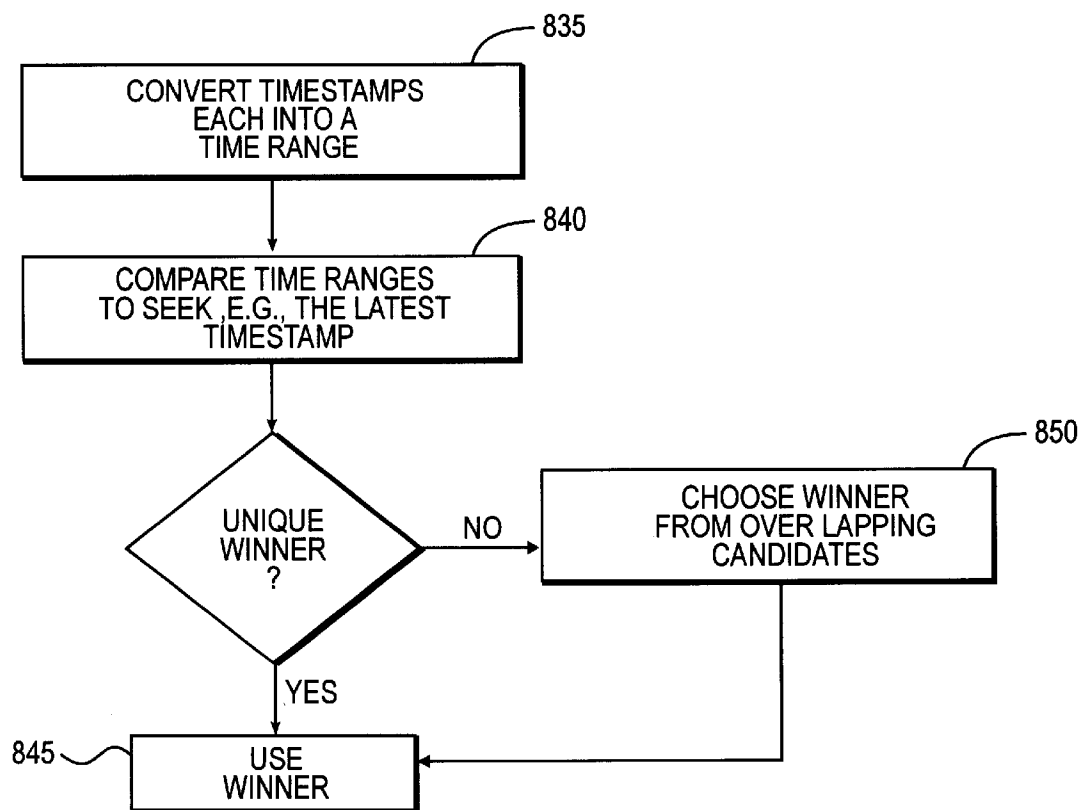 835
CONVERT TIMESTAMPS
EACH INTO A
TIME RANGE
840
COMPARE TIME RANGES
TO SEEK ,E.G., THE LATEST
TIMESTAMP
850
UNIQUE
WINNER
?
NO
CHOOSE WINNER
FROM OVER LAPPING
CANDIDATES
YES
845
USE
WINNER